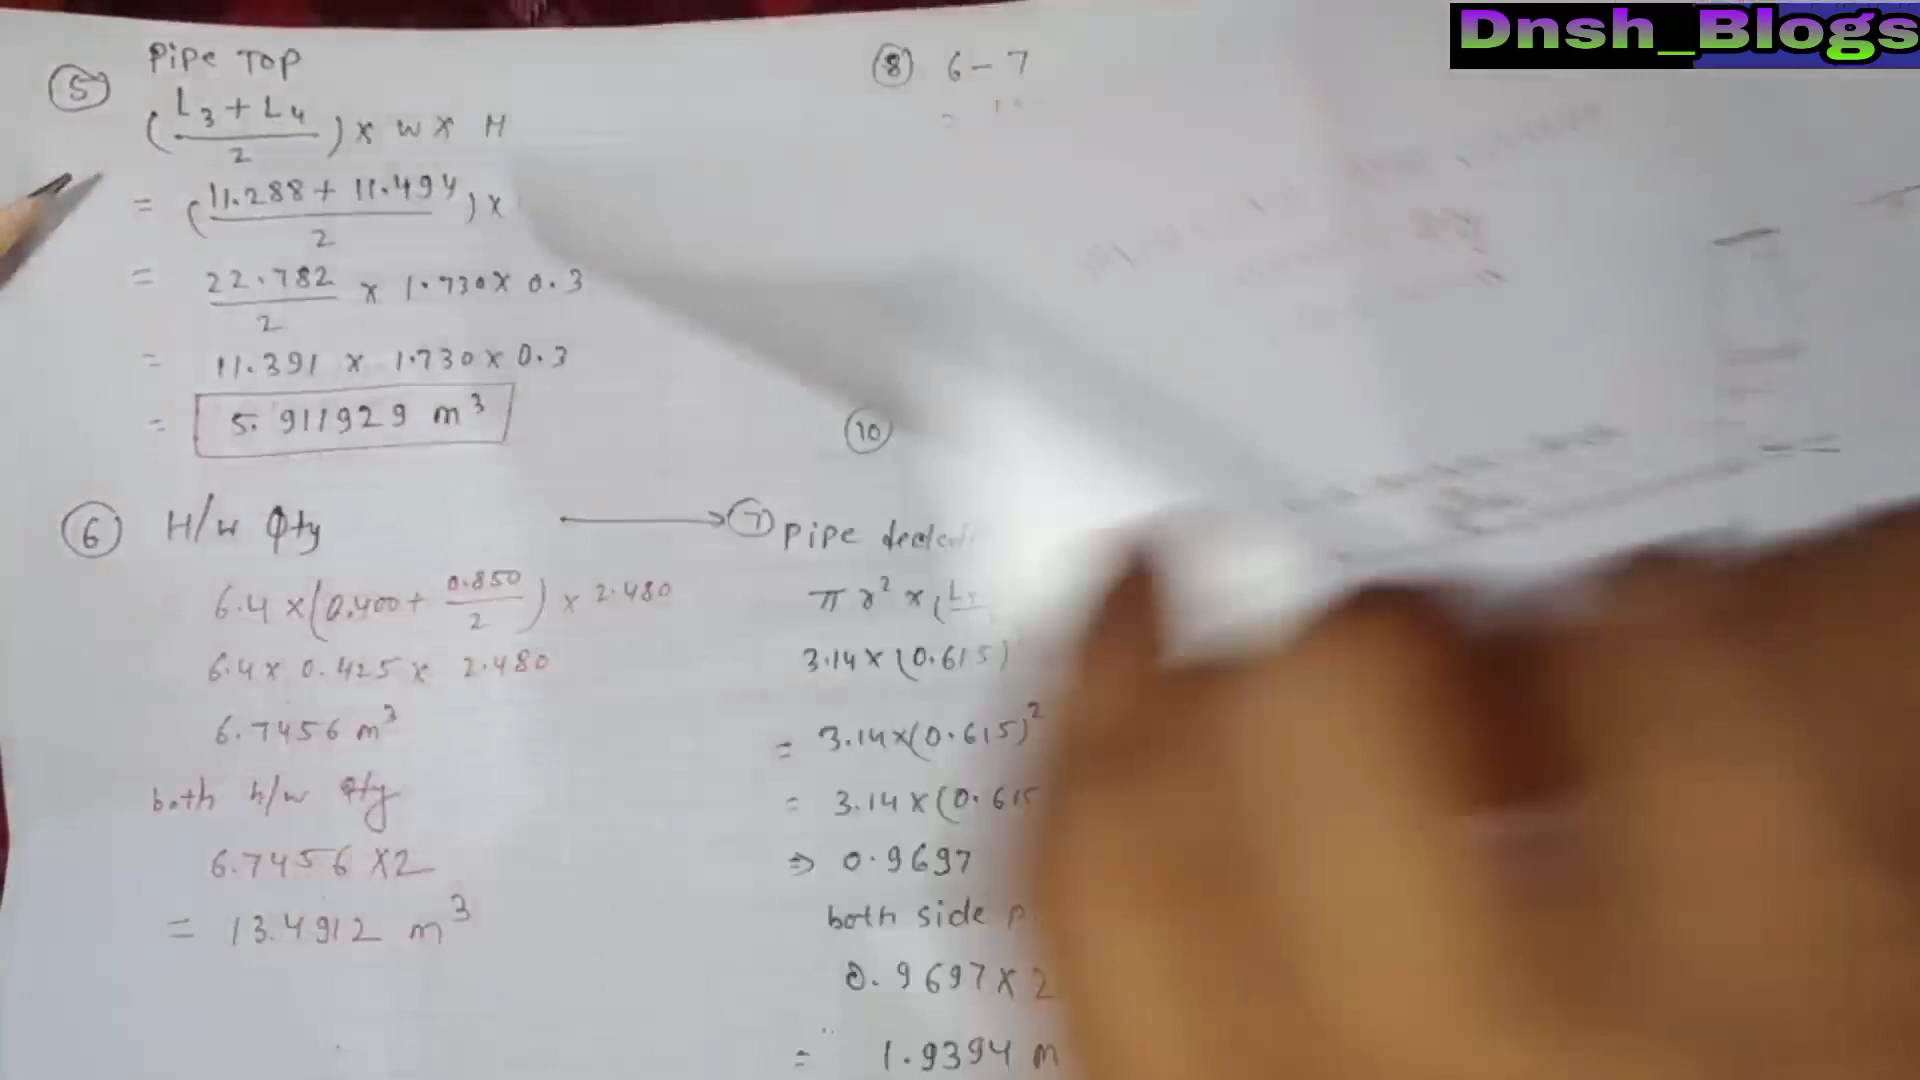 Dnsh_Blogs
⑤ Pipe Top
(L3 + L4 / 2) x W x H
= (11.288 + 11.494 / 2) x
= 22.782 / 2 x 1.730 x 0.3
= 11.391 x 1.730 x 0.3
= 5.911929 m³
⑥ H/w Qty
6.4 x (0.400 + 0.850 / 2) x 2.480
6.4 x 0.425 x 2.480
6.7456 m³
both h/w Qty
6.7456 x 2
= 13.4912 m³
⑧ 6 - 7
⑩
→ ⑦ Pipe
π r² x (
3.14 x (0.615)
= 3.14 x (0.615)²
= 3.14 x (0.615
⇒ 0.9697
both side
0.9697 x 2
= 1.9394 m